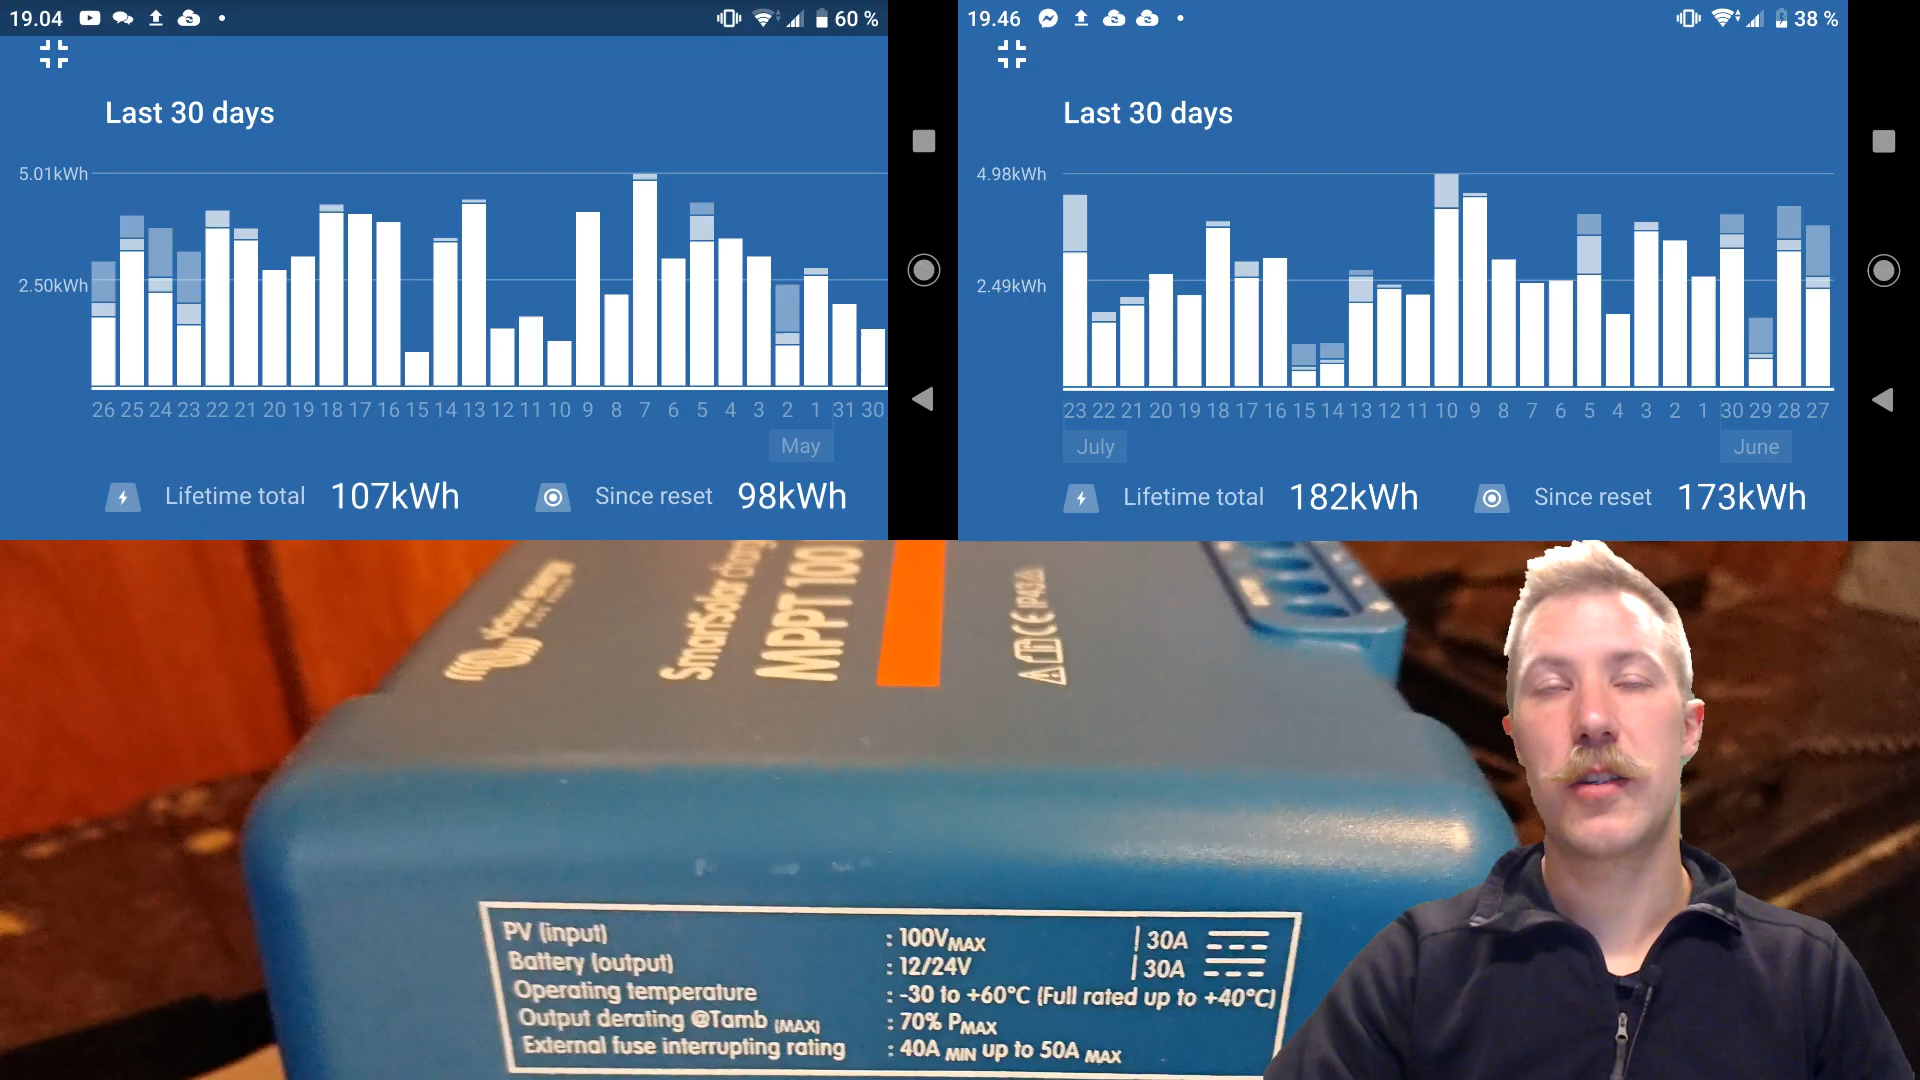 19.04
60 %
Last 30 days
5.01kWh
2.50kWh
26 25 24 23 22 21 20 19 18 17 16 15 14 13 12 11 10 9 8 7 6 5 4 3 2 1 31 30
May
Lifetime total 107kWh Since reset 98kWh
19.46
38 %
Last 30 days
4.98kWh
2.49kWh
23 22 21 20 19 18 17 16 15 14 13 12 11 10 9 8 7 6 5 4 3 2 1 30 29 28 27
July June
Lifetime total 182kWh Since reset 173kWh
victron energy
SmartSolar charge
MPPT 100
CE IP43
PV (input) : 100VMAX | 30A
Battery (output) : 12/24V | 30A
Operating temperature : -30 to +60°C (Full rated up to +40°C)
Output derating @Tamb (MAX) : 70% PMAX
External fuse interrupting rating : 40A MIN up to 50A MAX